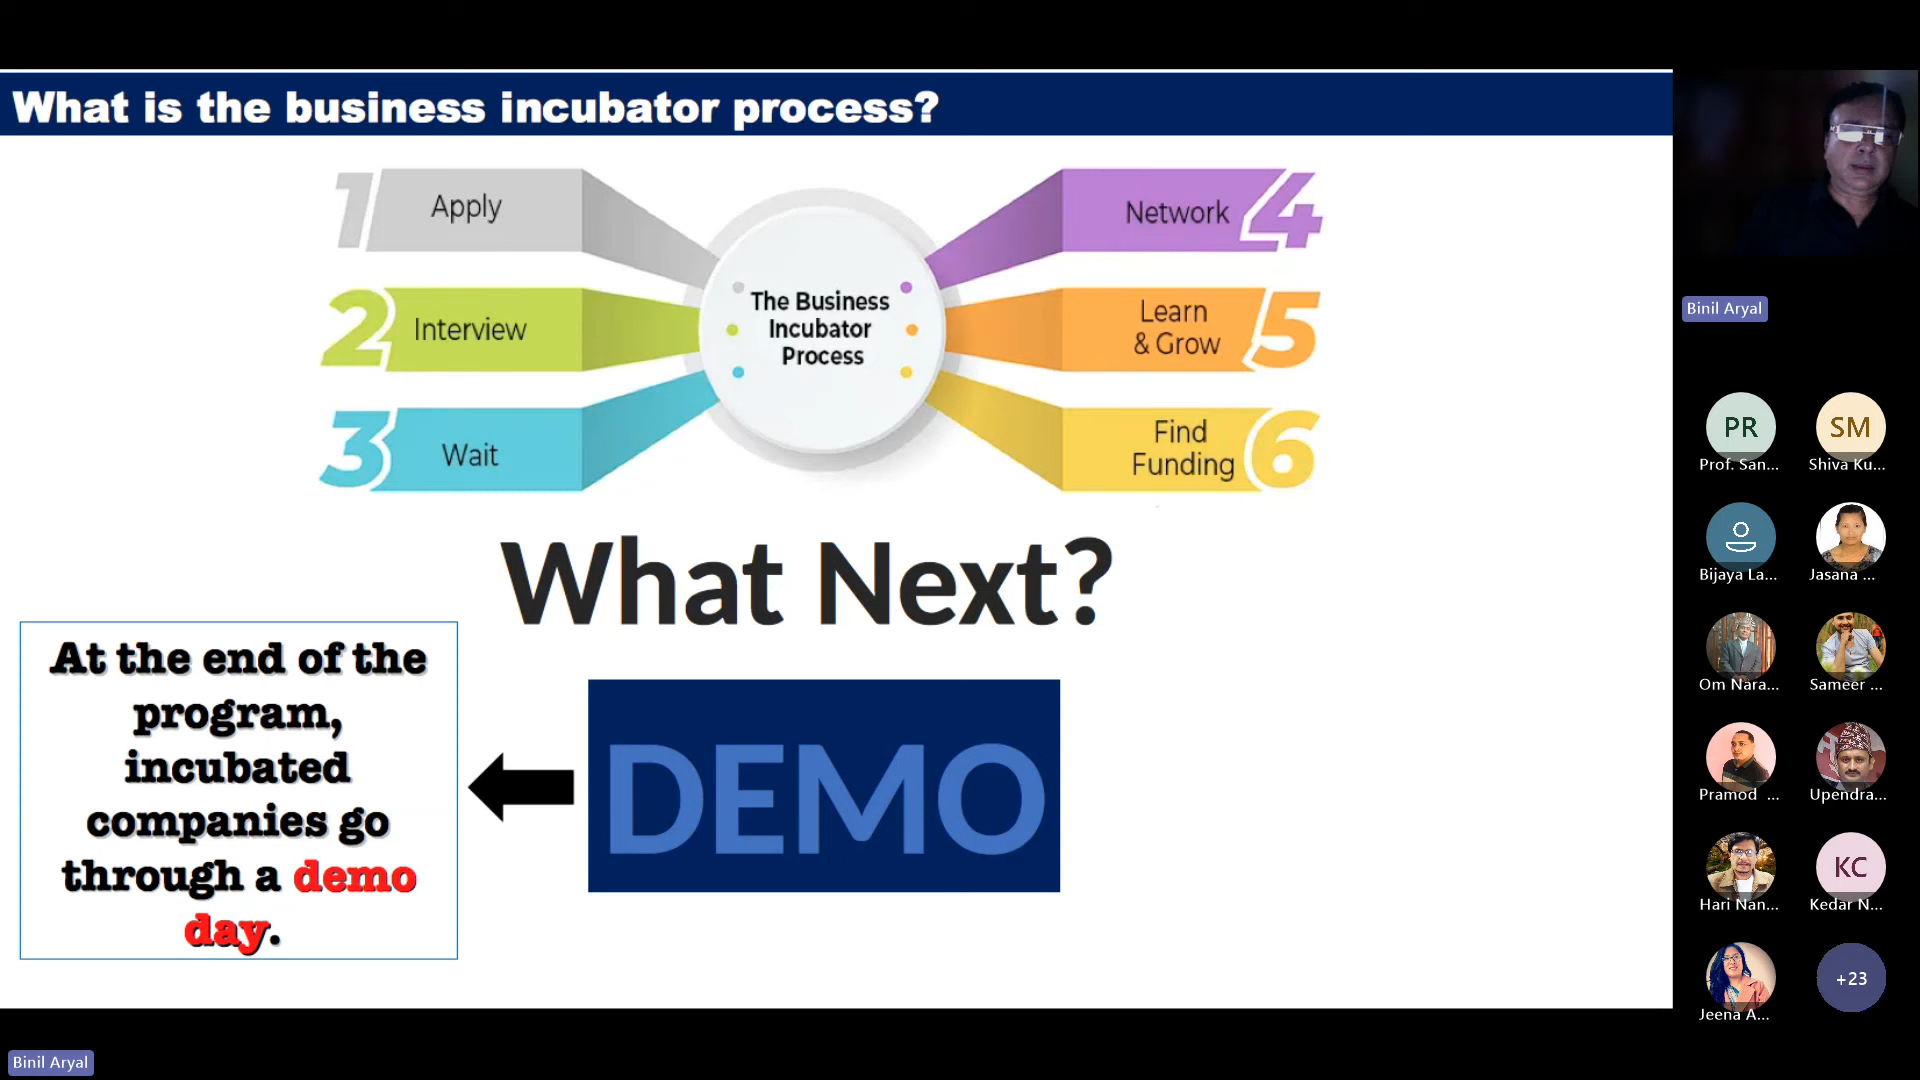 What is the business incubator process?
1 Apply
2 Interview
3 Wait
The Business
Incubator
Process
Network 4
Learn
& Grow 5
Find
Funding 6
What Next?
At the end of the
program,
incubated
companies go
through a demo
day.
DEMO
Binil Aryal
PR
Prof. San...
SM
Shiva Ku...
Bijaya La...
Jasana ...
Om Nara...
Sameer ...
Pramod ...
Upendra...
Hari Nan...
KC
Kedar N...
Jeena A...
+23
Binil Aryal